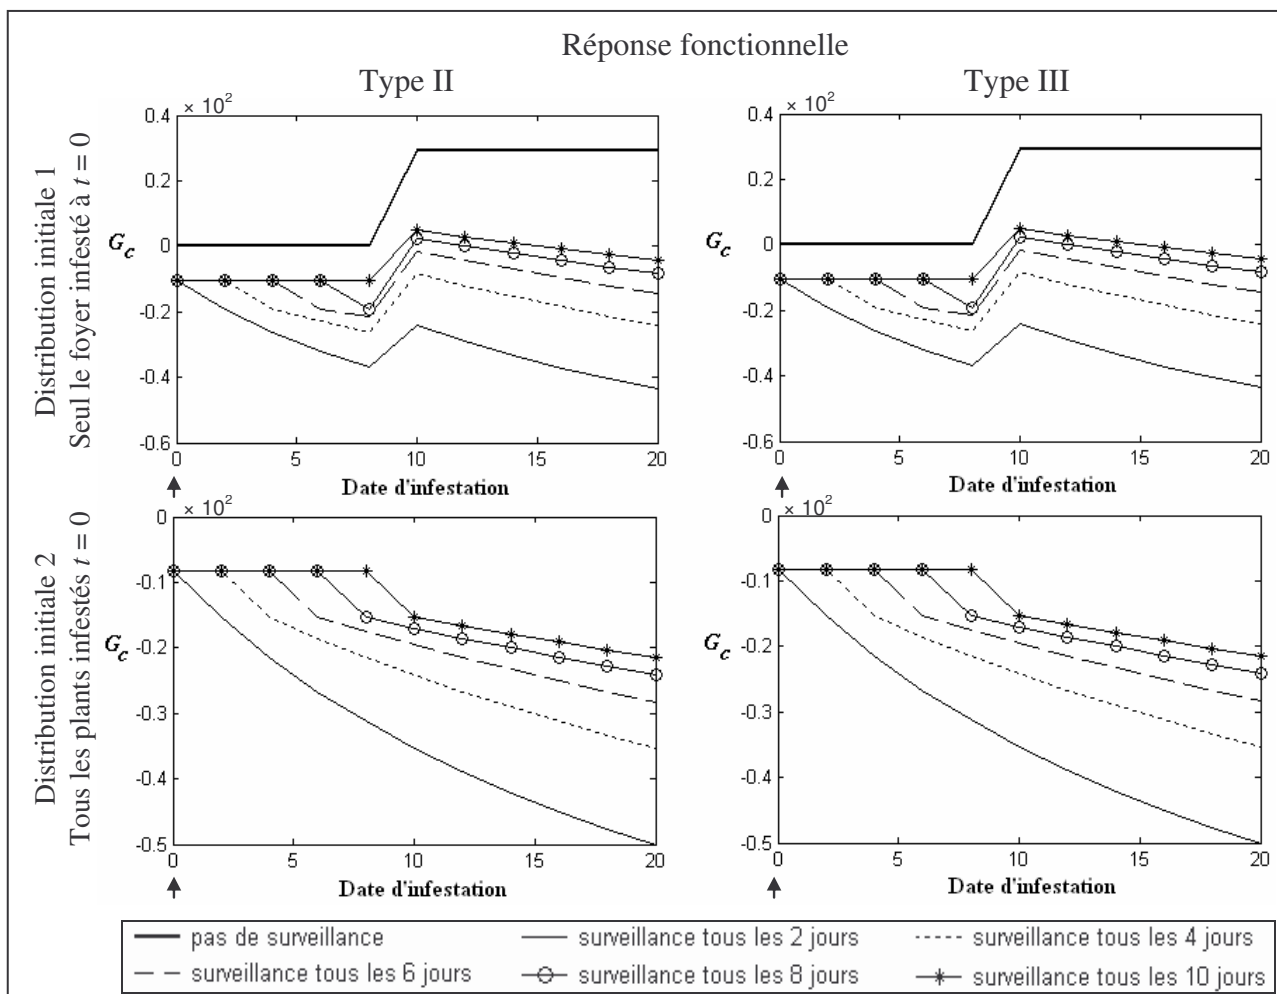 Réponse fonctionnelle
Type II
Type III
Distribution initiale 1
Seul le foyer infesté à t = 0
× 10²
0.4
0.2
0
-0.2
-0.4
-0.6
G_c
0 5 10 15 20
Date d'infestation
× 10²
0.4
0.2
0
-0.2
-0.4
-0.6
G_c
0 5 10 15 20
Date d'infestation
Distribution initiale 2
Tous les plants infestés t = 0
× 10²
0
-0.1
-0.2
-0.3
-0.4
-0.5
G_c
0 5 10 15 20
Date d'infestation
× 10²
0
-0.1
-0.2
-0.3
-0.4
-0.5
G_c
0 5 10 15 20
Date d'infestation
pas de surveillance
surveillance tous les 2 jours
surveillance tous les 4 jours
surveillance tous les 6 jours
surveillance tous les 8 jours
surveillance tous les 10 jours